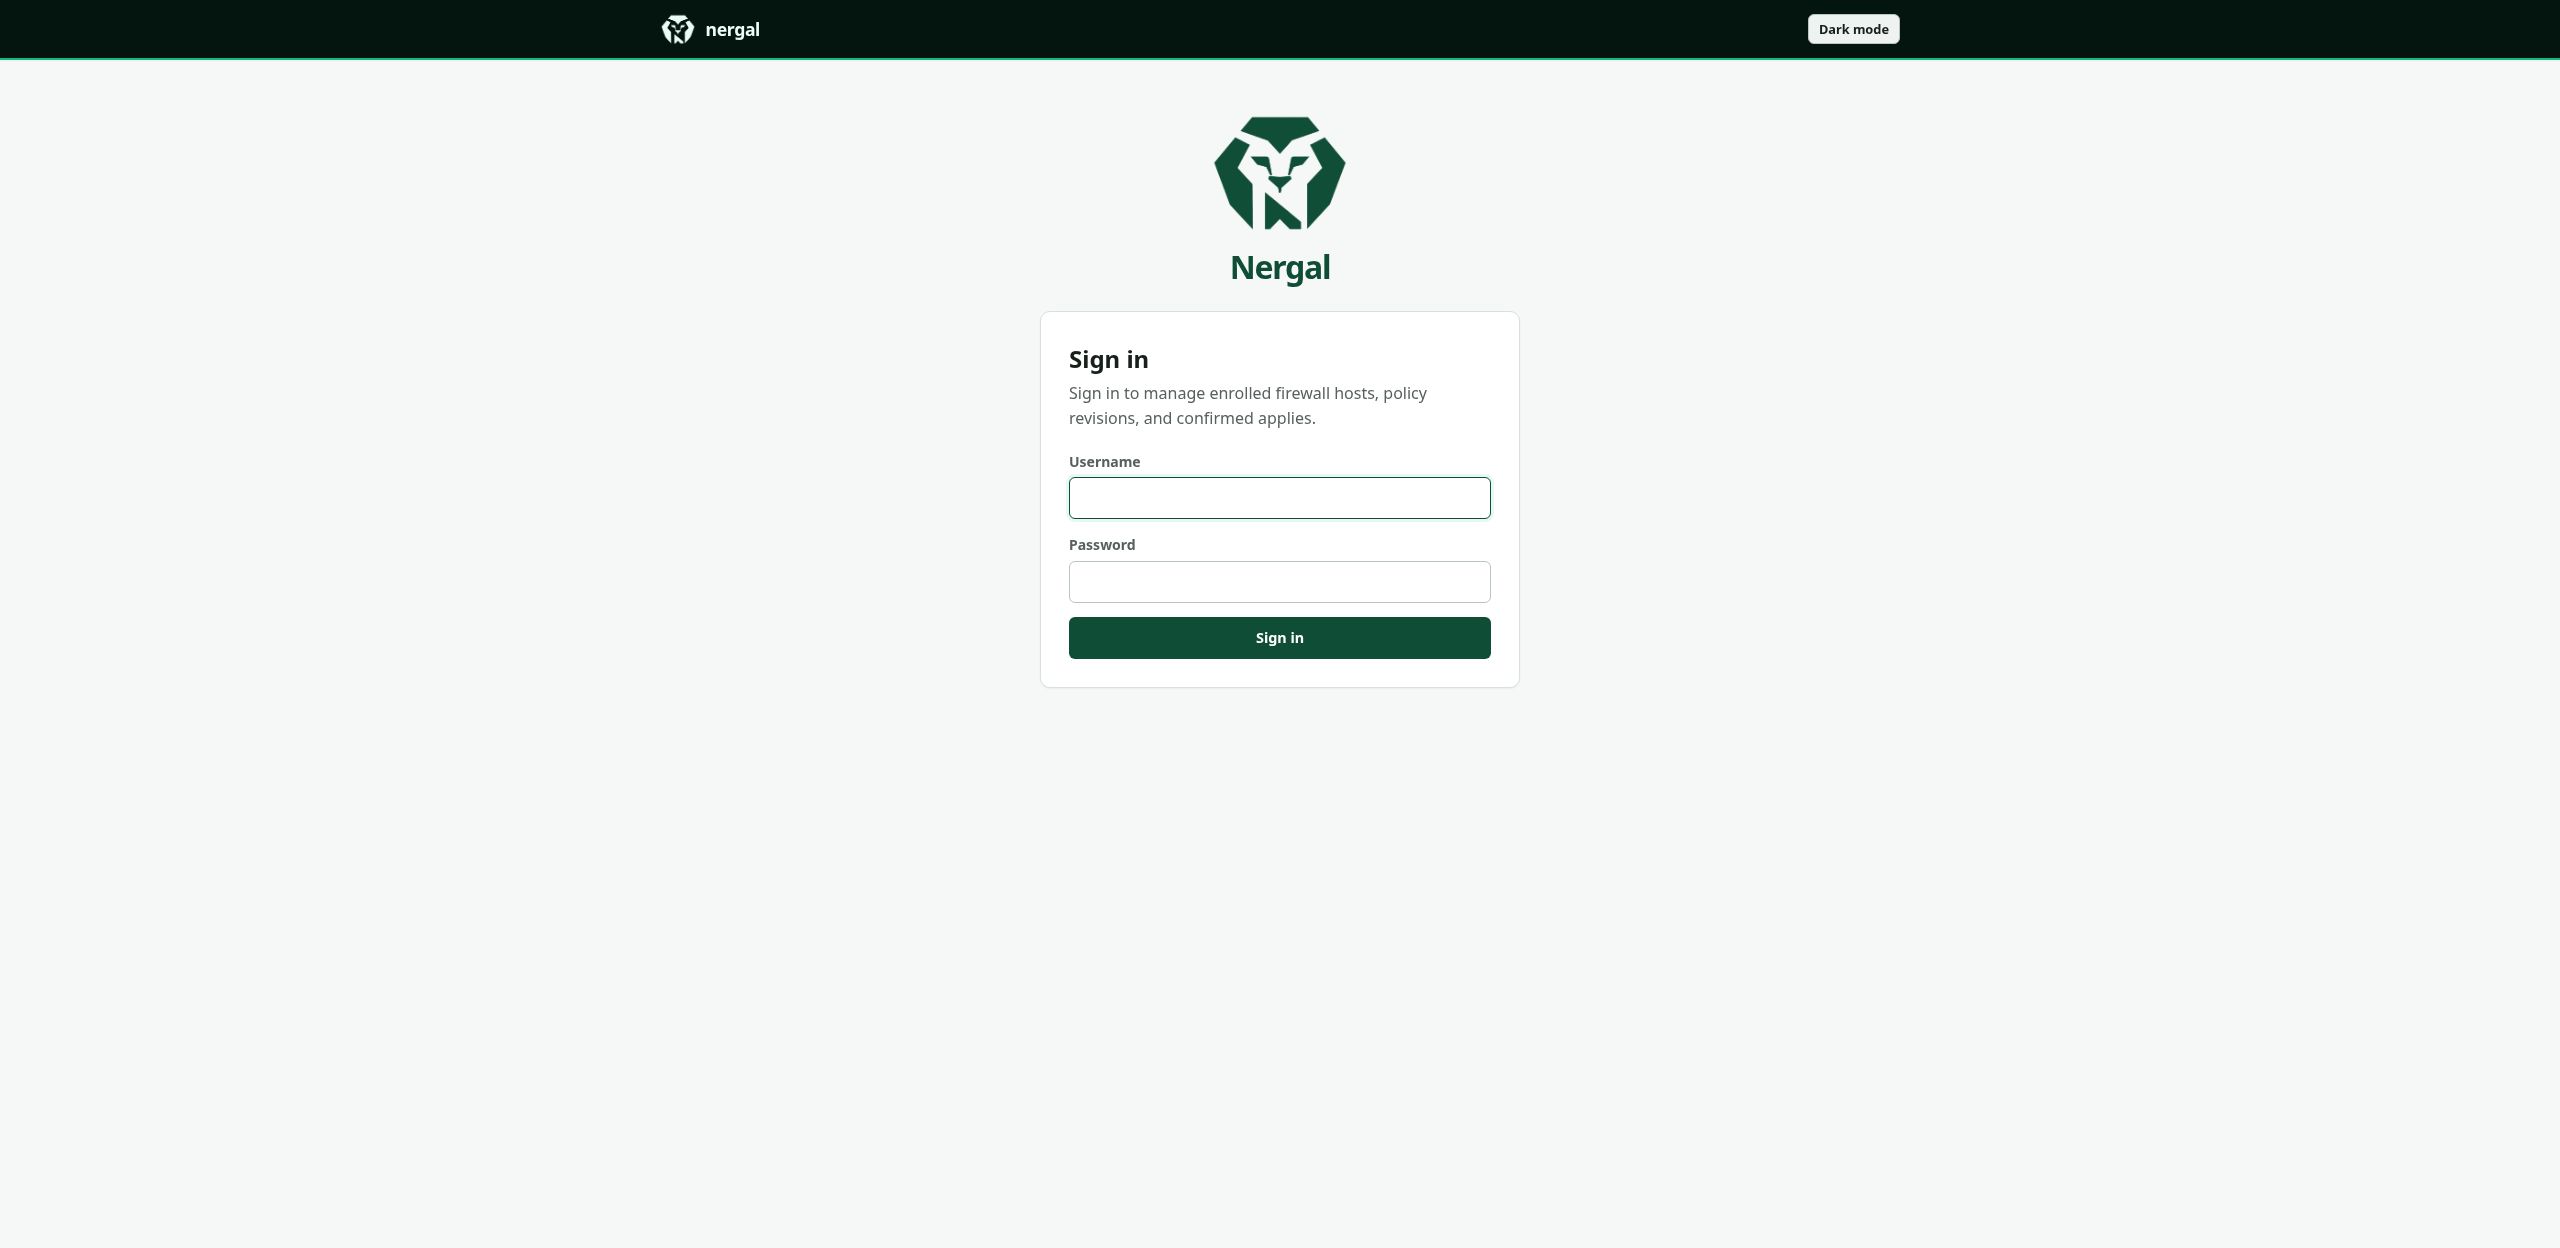 nergal
Dark mode
Nergal
Sign in
Sign in to manage enrolled firewall hosts, policy
revisions, and confirmed applies.
Username
Password
Sign in